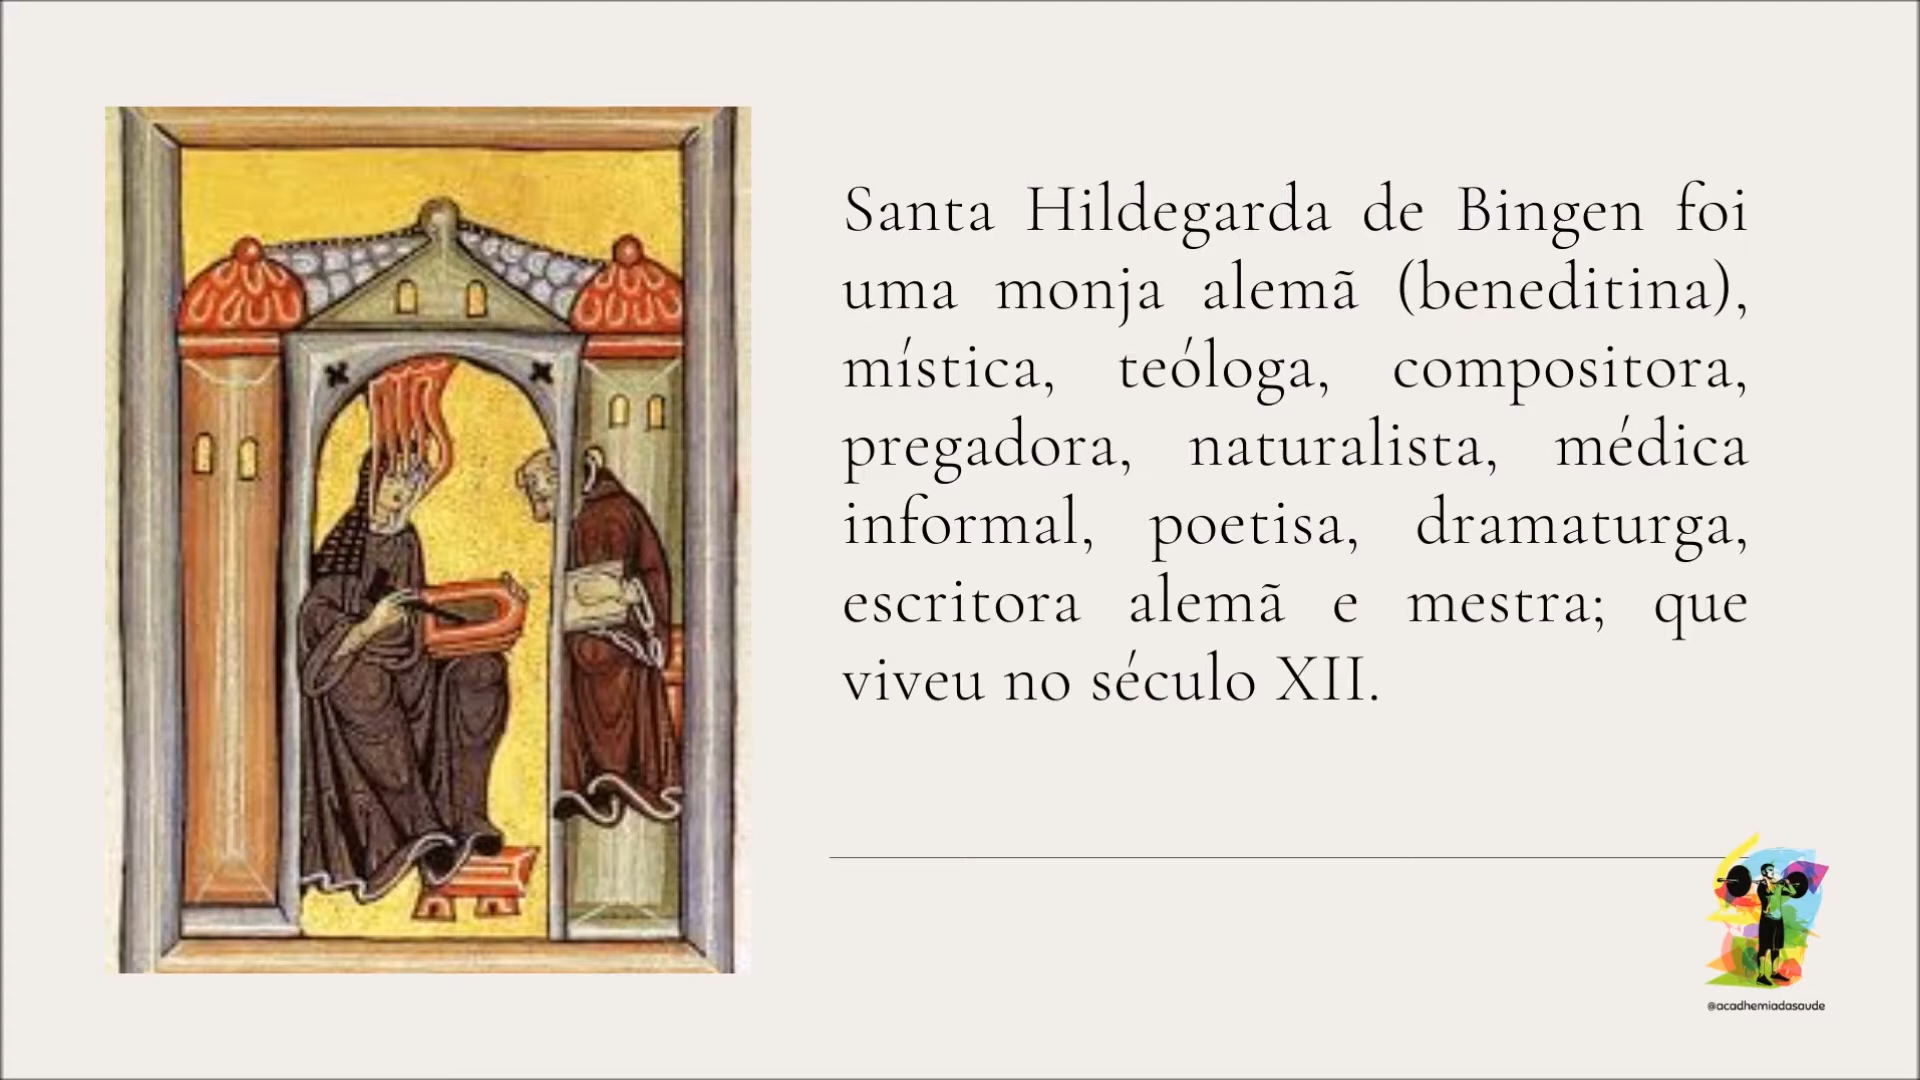 Santa Hildegarda de Bingen foi
uma monja alemã (beneditina),
mística, teóloga, compositora,
pregadora, naturalista, médica
informal, poetisa, dramaturga,
escritora alemã e mestra; que
viveu no século XII.
@acadhemiadasaude